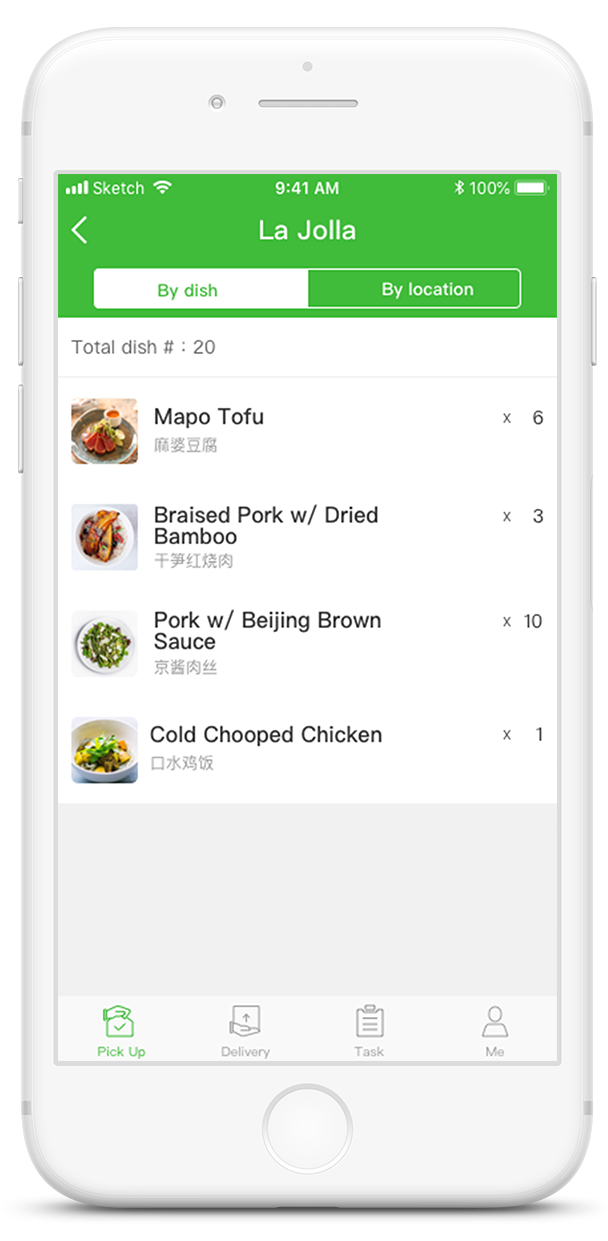 Sketch 9:41 AM 100%
La Jolla
By dish By location
Total dish # : 20
Mapo Tofu x 6
麻婆豆腐
Braised Pork w/ Dried x 3
Bamboo
干笋红烧肉
Pork w/ Beijing Brown x 10
Sauce
京酱肉丝
Cold Chooped Chicken x 1
口水鸡饭
Pick Up Delivery Task Me